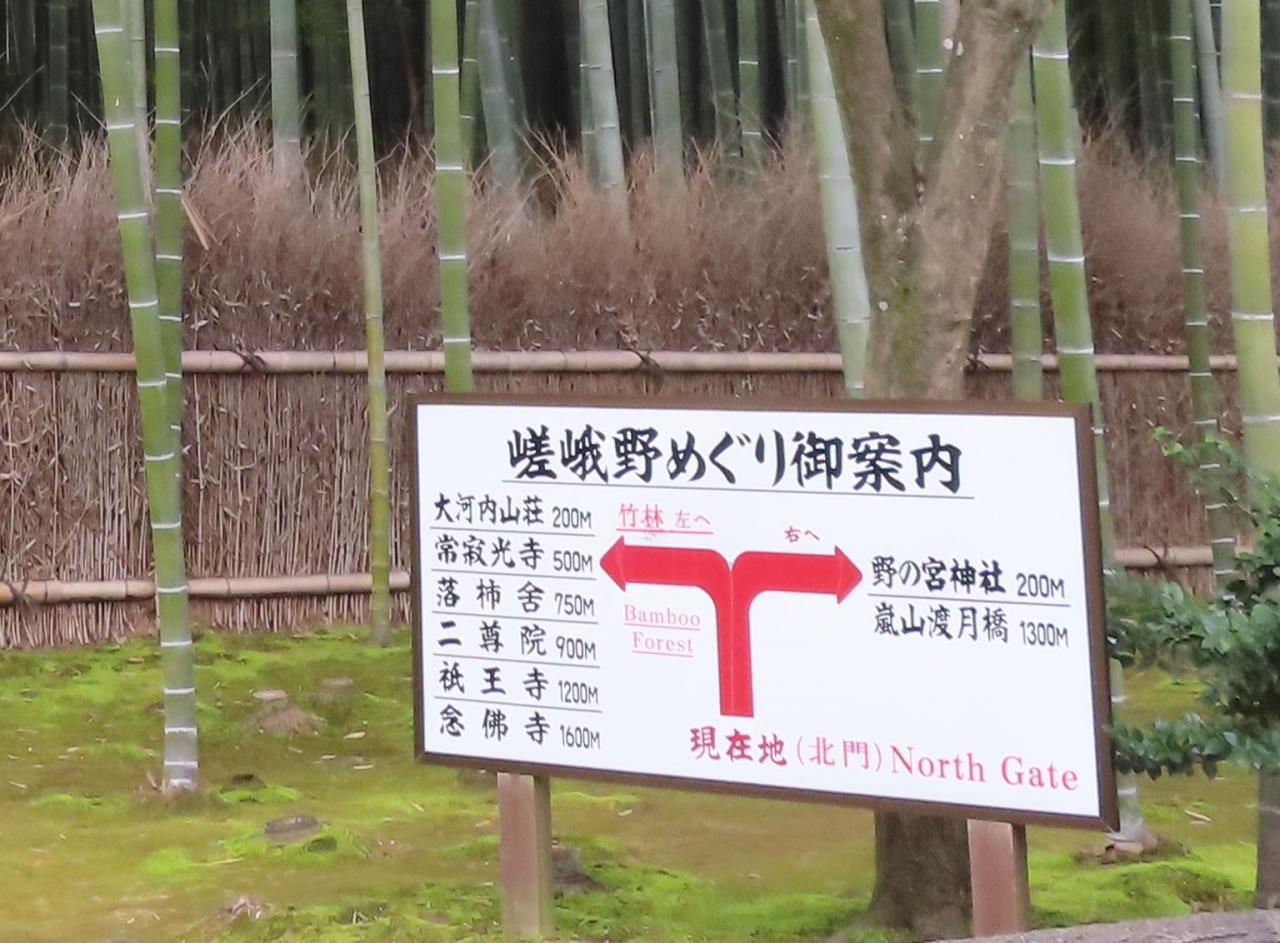 嵯峨野めぐり御案内
大河内山荘 200M
常寂光寺 500M
落柿舍 750M
二尊院 900M
祇王寺 1200M
念佛寺 1600M
竹林 左へ
Bamboo
Forest
右へ
野の宮神社 200M
嵐山渡月橋 1300M
現在地(北門)North Gate